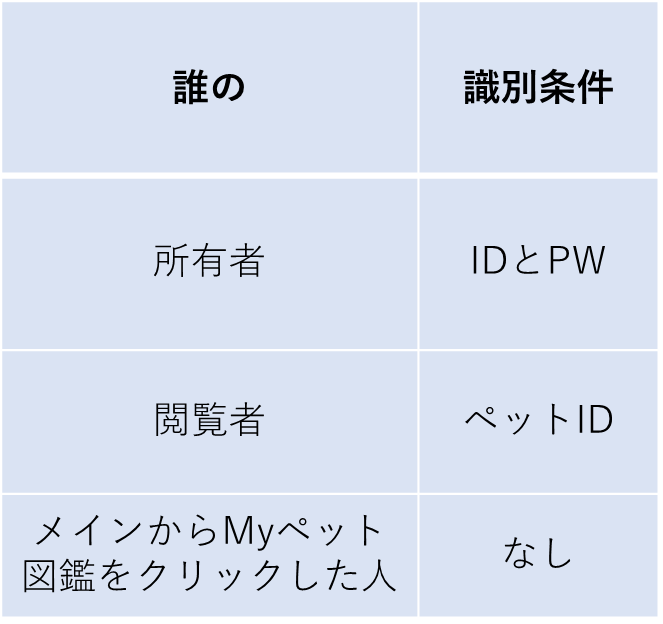 誰の
識別条件
所有者
IDとPW
閲覧者
ペットID
メインからMyペット
図鑑をクリックした人
なし